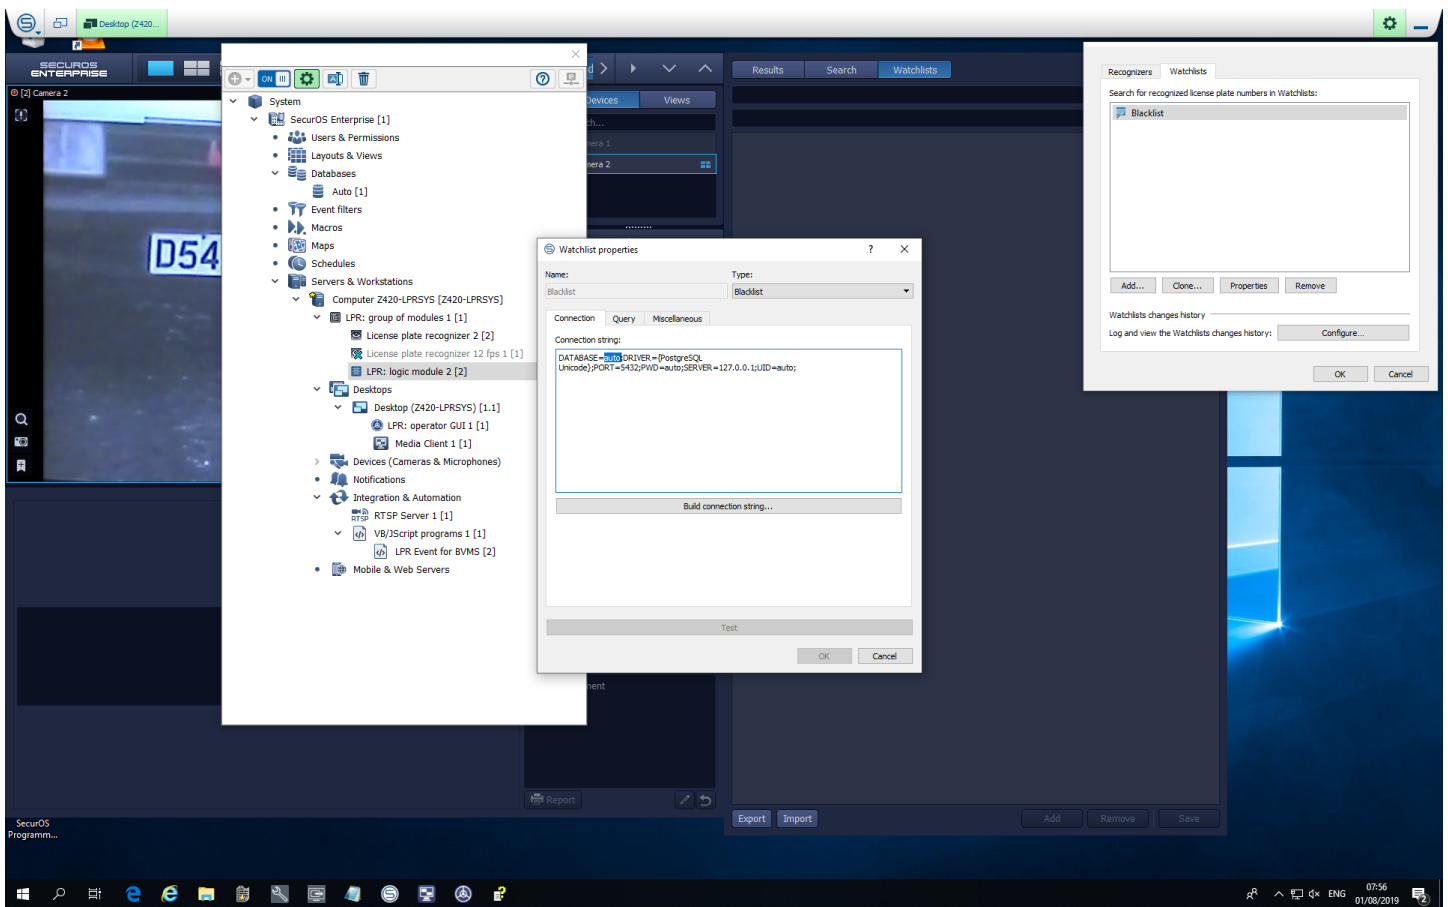 Desktop (Z420...
SECUROS
ENTERPRISE
[2] Camera 2
D54
ON
System
SecurOS Enterprise [1]
Users & Permissions
Layouts & Views
Databases
Auto [1]
Event filters
Macros
Maps
Schedules
Servers & Workstations
Computer Z420-LPRSYS [Z420-LPRSYS]
LPR: group of modules 1 [1]
License plate recognizer 2 [2]
License plate recognizer 12 fps 1 [1]
LPR: logic module 2 [2]
Desktops
Desktop (Z420-LPRSYS) [1.1]
LPR: operator GUI 1 [1]
Media Client 1 [1]
Devices (Cameras & Microphones)
Notifications
Integration & Automation
RTSP
RTSP Server 1 [1]
VB/JScript programs 1 [1]
LPR Event for BVMS [2]
Mobile & Web Servers
d
Devices
Views
ch...
mera 1
mera 2
ment
Report
Results
Search
Watchlists
Export
Import
Add
Remove
Save
Watchlist properties
?
Name:
Type:
Blacklist
Blacklist
Connection
Query
Miscellaneous
Connection string:
DATABASE=auto;DRIVER={PostgreSQL
Unicode};PORT=5432;PWD=auto;SERVER=127.0.0.1;UID=auto;
Build connection string...
Test
OK
Cancel
Recognizers
Watchlists
Search for recognized license plate numbers in Watchlists:
Blacklist
Add...
Clone...
Properties
Remove
Watchlists changes history
Log and view the Watchlists changes history:
Configure...
OK
Cancel
SecurOS
Programm...
ENG
07:56
01/08/2019
2